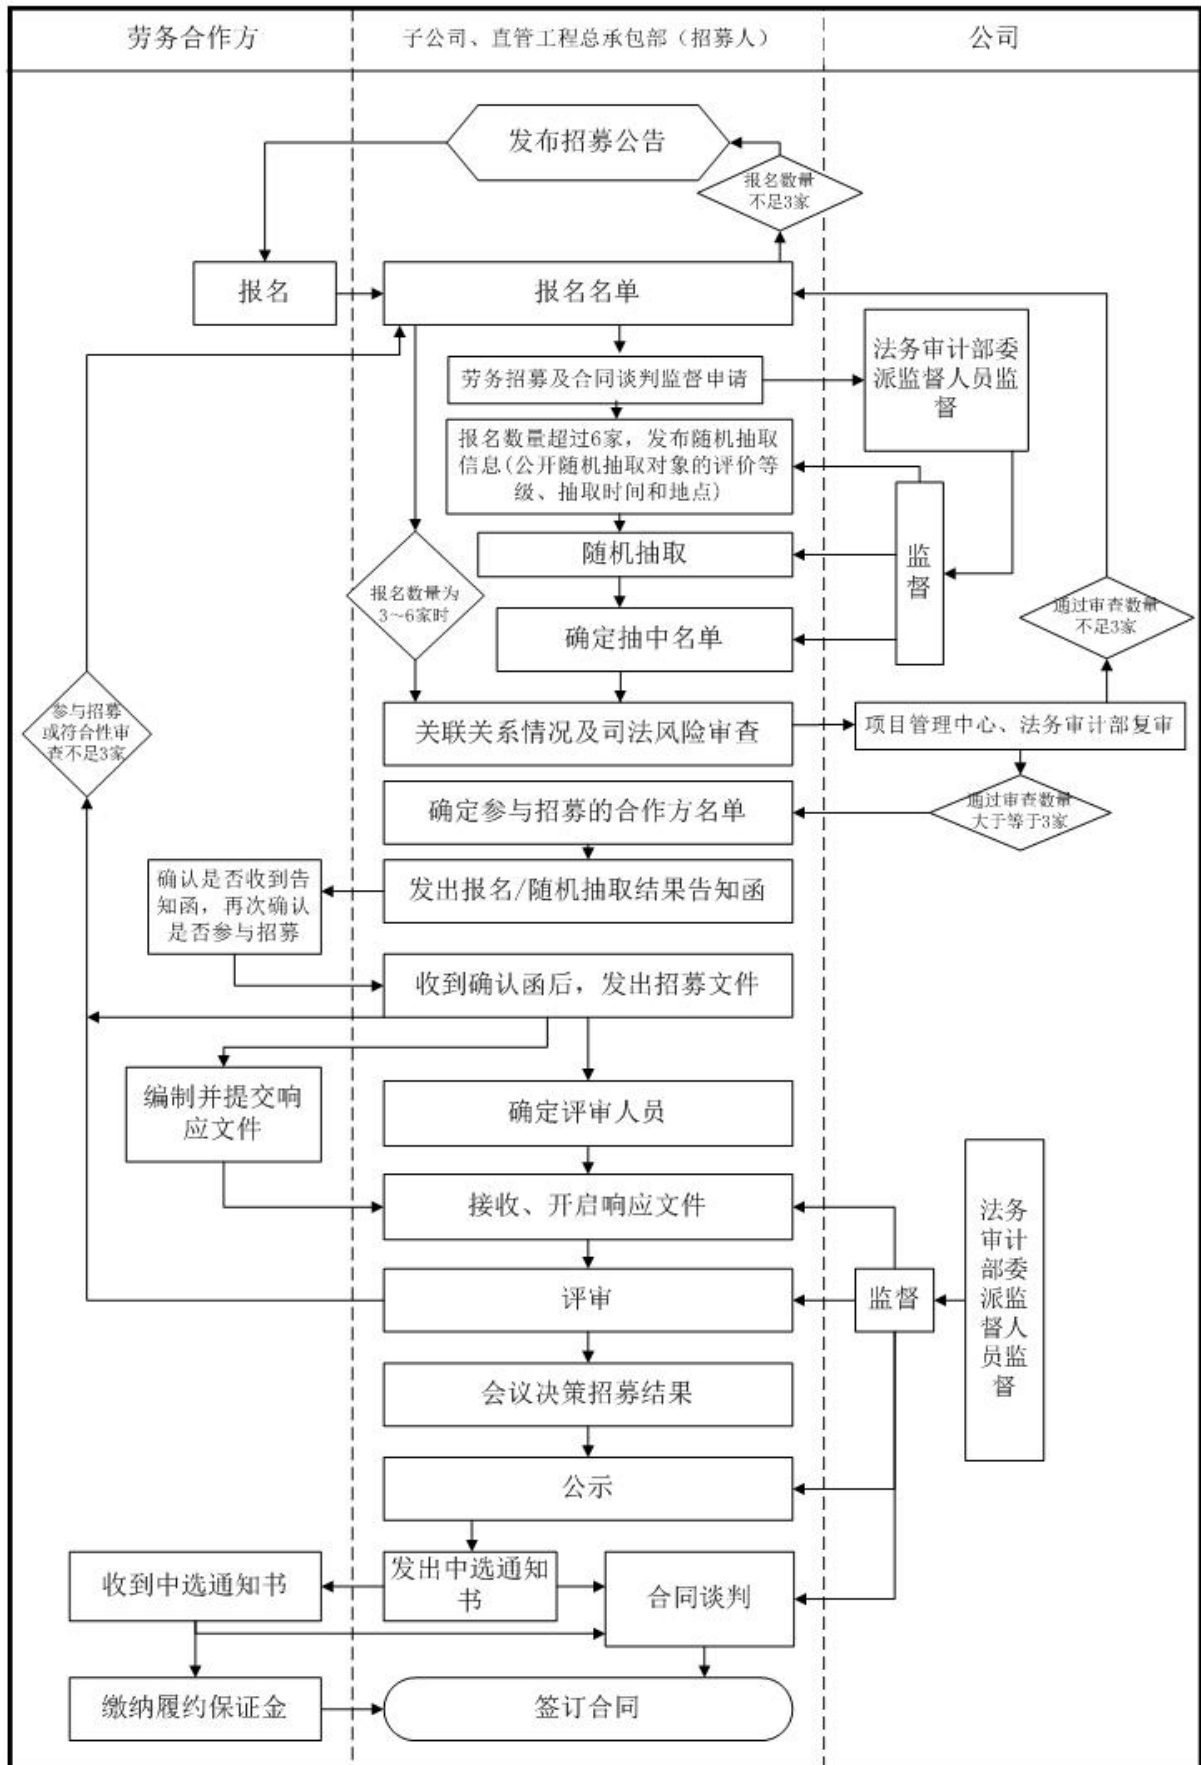 劳务合作方
子公司、直管工程总承包部（招募人）
公司
发布招募公告
报名数量
不足3家
报名
报名名单
法务审计部委
派监督人员监
督
劳务招募及合同谈判监督申请
报名数量超过6家，发布随机抽取
信息(公开随机抽取对象的评价等
级、抽取时间和地点)
监
督
随机抽取
报名数量为
3～6家时
通过审查数量
不足3家
确定抽中名单
参与招募
或符合性审
查不足3家
关联关系情况及司法风险审查
项目管理中心、法务审计部复审
确定参与招募的合作方名单
通过审查数量
大于等于3家
确认是否收到告
知函，再次确认
是否参与招募
发出报名/随机抽取结果告知函
收到确认函后，发出招募文件
编制并提交响
应文件
确定评审人员
接收、开启响应文件
法务
审计
部委
派监
督人
员监
督
评审
监督
会议决策招募结果
公示
收到中选通知书
发出中选通知
书
合同谈判
缴纳履约保证金
签订合同